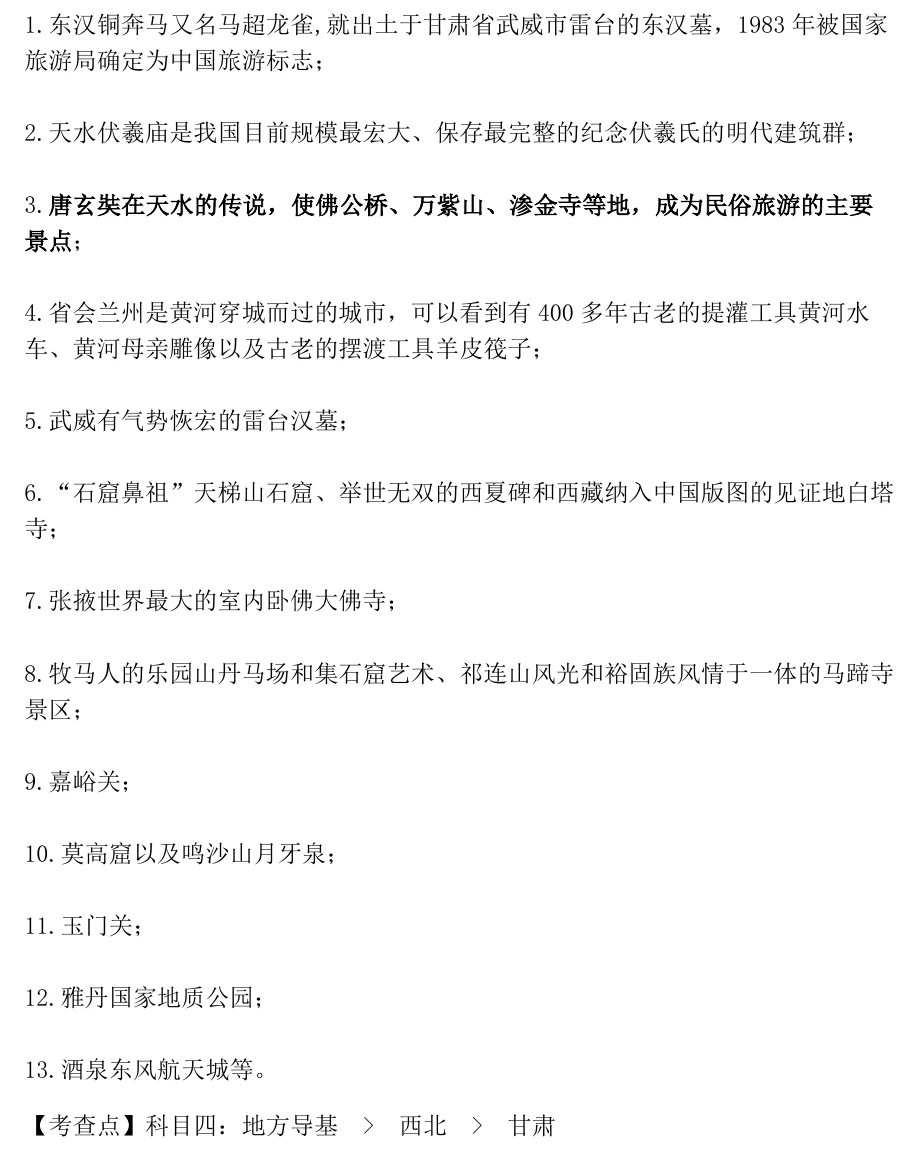 1.东汉铜奔马又名马超龙雀,就出土于甘肃省武威市雷台的东汉墓，1983 年被国家
旅游局确定为中国旅游标志；
2.天水伏羲庙是我国目前规模最宏大、保存最完整的纪念伏羲氏的明代建筑群；
3.唐玄奘在天水的传说，使佛公桥、万紫山、渗金寺等地，成为民俗旅游的主要
景点；
4.省会兰州是黄河穿城而过的城市，可以看到有 400 多年古老的提灌工具黄河水
车、黄河母亲雕像以及古老的摆渡工具羊皮筏子；
5.武威有气势恢宏的雷台汉墓；
6.“石窟鼻祖”天梯山石窟、举世无双的西夏碑和西藏纳入中国版图的见证地白塔
寺；
7.张掖世界最大的室内卧佛大佛寺；
8.牧马人的乐园山丹马场和集石窟艺术、祁连山风光和裕固族风情于一体的马蹄寺
景区；
9.嘉峪关；
10.莫高窟以及鸣沙山月牙泉；
11.玉门关；
12.雅丹国家地质公园；
13.酒泉东风航天城等。
【考查点】科目四：地方导基 > 西北 > 甘肃